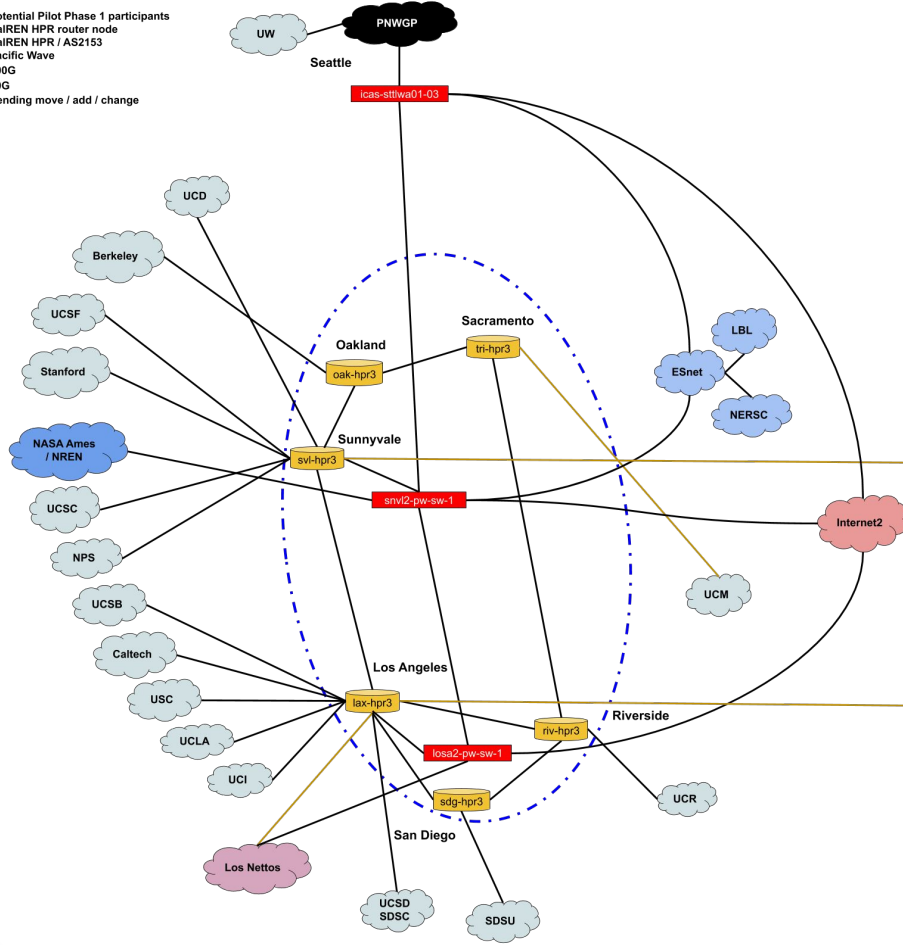 otential Pilot Phase 1 participants
alREN HPR router node
alREN HPR / AS2153
acific Wave
00G
0G
ending move / add / change
UW
PNWGP
Seattle
icas-sttlwa01-03
UCD
Berkeley
UCSF
Stanford
NASA Ames
/ NREN
UCSC
NPS
Oakland
oak-hpr3
Sacramento
tri-hpr3
Sunnyvale
svl-hpr3
snvl2-pw-sw-1
LBL
ESnet
NERSC
Internet2
UCM
UCSB
Caltech
USC
UCLA
UCI
Los Angeles
lax-hpr3
Riverside
riv-hpr3
losa2-pw-sw-1
sdg-hpr3
San Diego
UCR
Los Nettos
UCSD
SDSC
SDSU